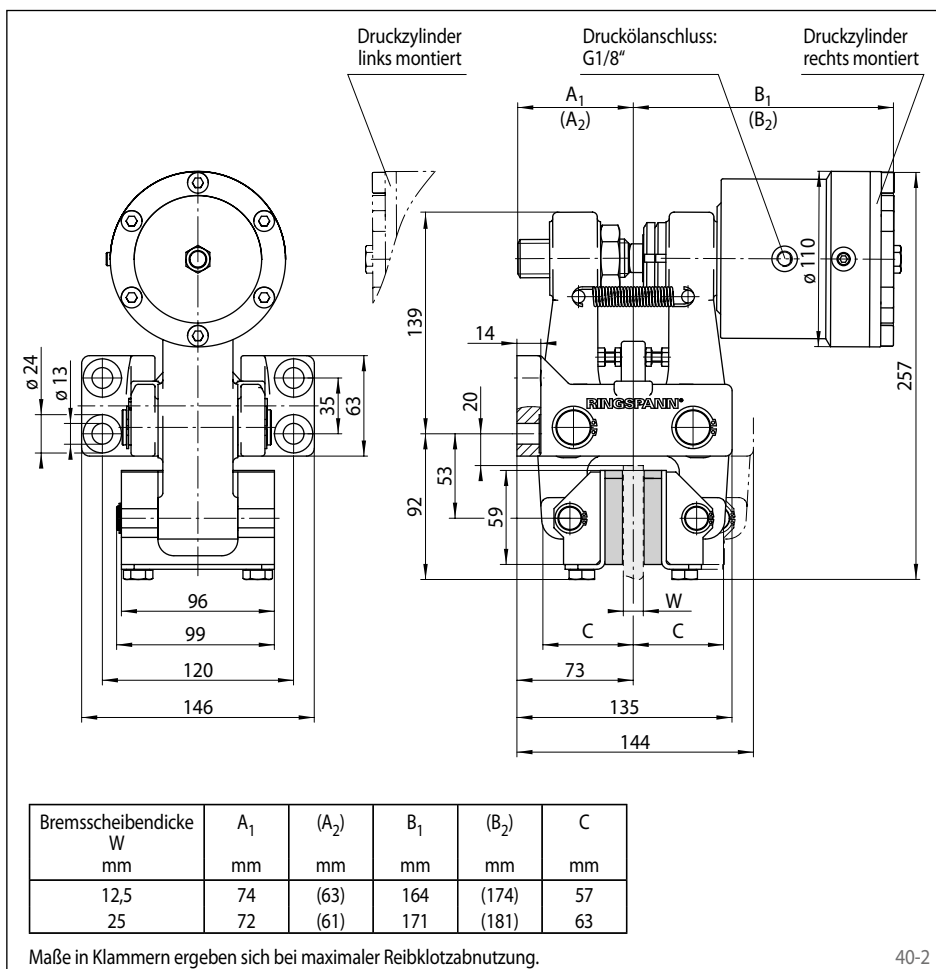 Druckzylinder
links montiert
Druckölanschluss:
G1/8“
Druckzylinder
rechts montiert
A1
(A2)
B1
(B2)
ø 110
139
14
257
ø 24
ø 13
35
63
20
RINGSPANN®
53
92
59
96
99
120
146
W
C
C
73
135
144
Bremsscheibendicke W mm A1 mm (A2) mm B1 mm (B2) mm C mm
12,5 74 (63) 164 (174) 57
25 72 (61) 171 (181) 63
Maße in Klammern ergeben sich bei maximaler Reibklotzabnutzung.
40-2